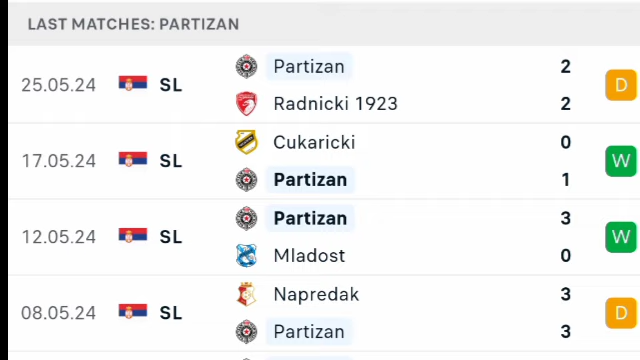 LAST MATCHES: PARTIZAN
25.05.24 SL Partizan 2 D
Radnicki 1923 2
17.05.24 SL Cukaricki 0 W
Partizan 1
12.05.24 SL Partizan 3 W
Mladost 0
08.05.24 SL Napredak 3 D
Partizan 3